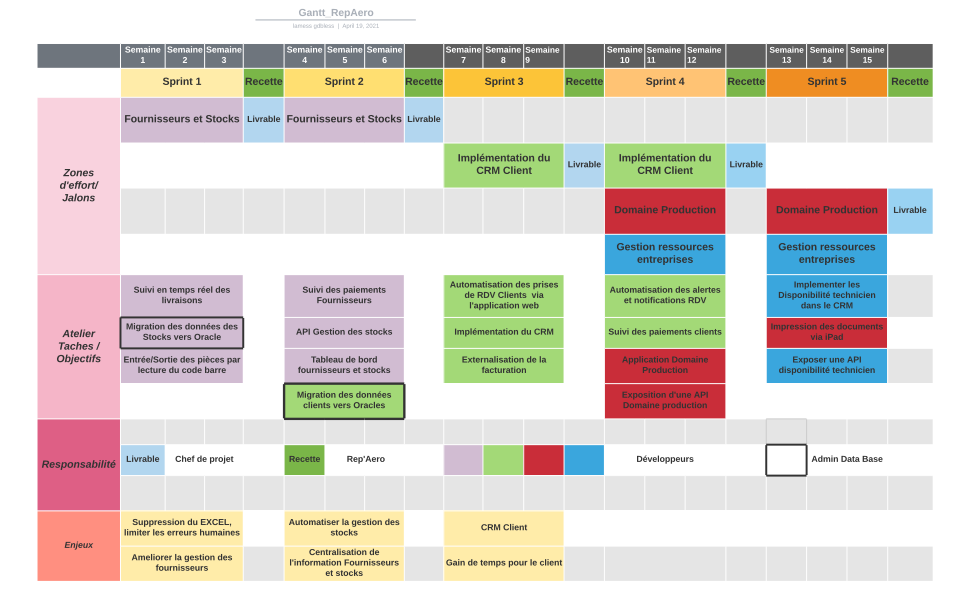 Gantt_RepAero
| April 19, 2021
Semaine 1 Semaine 2 Semaine 3 Semaine 4 Semaine 5 Semaine 6 Semaine 7 Semaine 8 Semaine 9 Semaine 10 Semaine 11 Semaine 12 Semaine 13 Semaine 14 Semaine 15
Sprint 1 Recette Sprint 2 Recette Sprint 3 Recette Sprint 4 Recette Sprint 5 Recette
Zones
d'effort/
Jalons
Fournisseurs et Stocks Livrable Fournisseurs et Stocks Livrable
Implémentation du
CRM Client
Livrable
Implémentation du
CRM Client
Livrable
Domaine Production Domaine Production Livrable
Gestion ressources
entreprises
Gestion ressources
entreprises
Atelier
Taches /
Objectifs
Suivi en temps réel des
livraisons
Suivi des paiements
Fournisseurs
Automatisation des prises
de RDV Clients via
l'application web
Automatisation des alertes
et notifications RDV
Implementer les
Disponibilité technicien
dans le CRM
Migration des données des
Stocks vers Oracle
API Gestion des stocks
Implémentation du CRM
Suivi des paiements clients
Impression des documents
via iPad
Entrée/Sortie des pièces par
lecture du code barre
Tableau de bord
fournisseurs et stocks
Externalisation de la
facturation
Application Domaine
Production
Exposer une API
disponibilité technicien
Migration des données
clients vers Oracles
Exposition d'une API
Domaine production
Responsabilité
Livrable Chef de projet Recette Rep'Aero Développeurs Admin Data Base
Enjeux
Suppression du EXCEL,
limiter les erreurs humaines
Automatiser la gestion des
stocks
CRM Client
Ameliorer la gestion des
fournisseurs
Centralisation de
l'information Fournisseurs
et stocks
Gain de temps pour le client